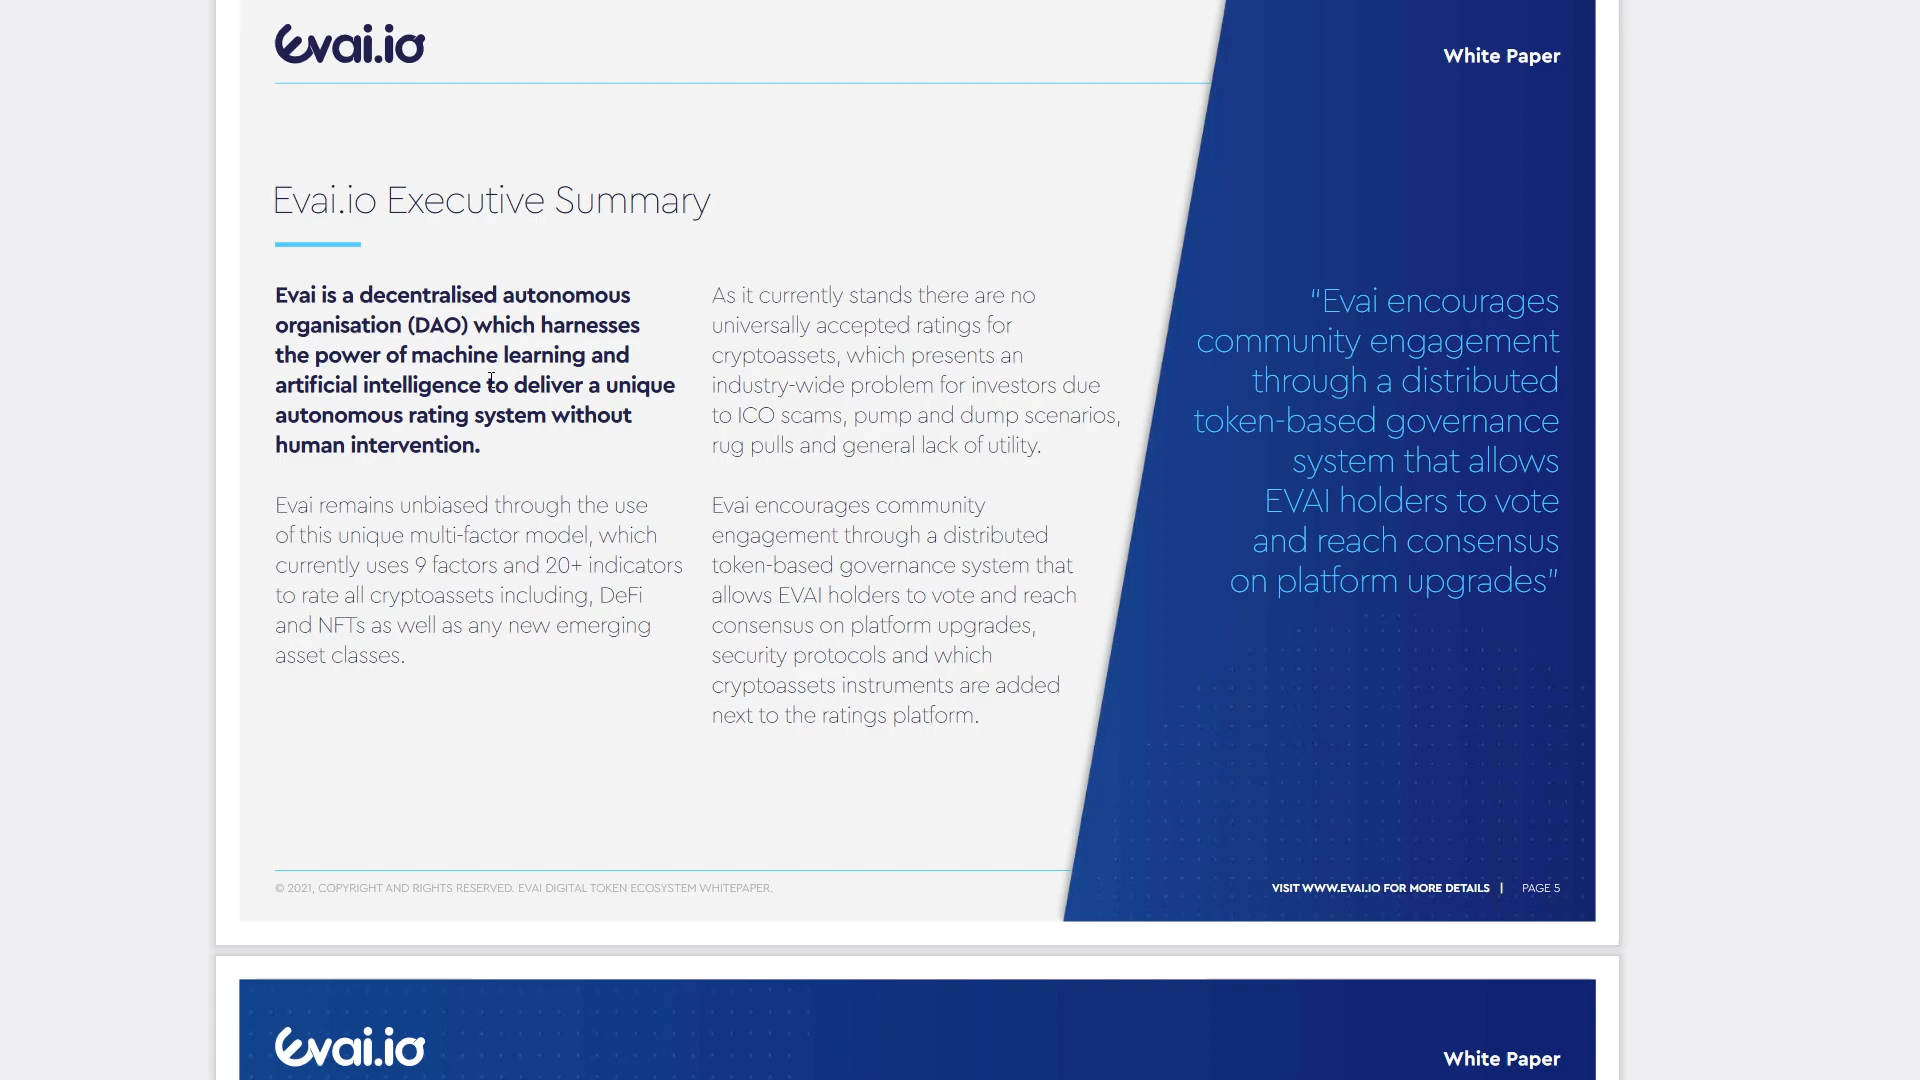 Evai.io
White Paper
Evai.io Executive Summary
Evai is a decentralised autonomous
organisation (DAO) which harnesses
the power of machine learning and
artificial intelligence to deliver a unique
autonomous rating system without
human intervention.
Evai remains unbiased through the use
of this unique multi-factor model, which
currently uses 9 factors and 20+ indicators
to rate all cryptoassets including, DeFi
and NFTs as well as any new emerging
asset classes.
As it currently stands there are no
universally accepted ratings for
cryptoassets, which presents an
industry-wide problem for investors due
to ICO scams, pump and dump scenarios,
rug pulls and general lack of utility.
Evai encourages community
engagement through a distributed
token-based governance system that
allows EVAI holders to vote and reach
consensus on platform upgrades,
security protocols and which
cryptoassets instruments are added
next to the ratings platform.
“Evai encourages
community engagement
through a distributed
token-based governance
system that allows
EVAI holders to vote
and reach consensus
on platform upgrades”
© 2021, COPYRIGHT AND RIGHTS RESERVED. EVAI DIGITAL TOKEN ECOSYSTEM WHITEPAPER.
VISIT WWW.EVAI.IO FOR MORE DETAILS | PAGE 5
Evai.io
White Paper